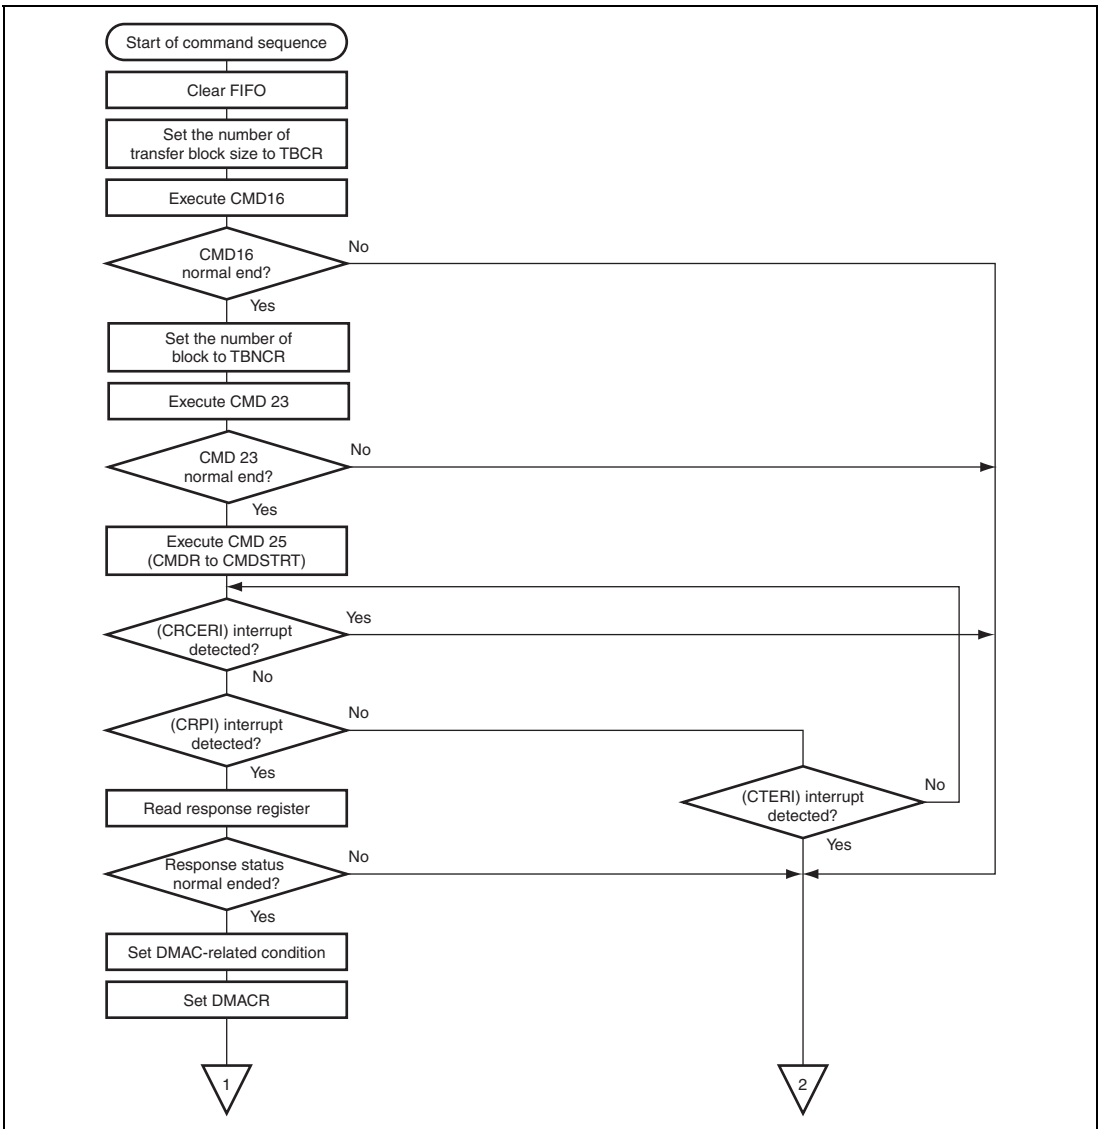 Start of command sequence
Clear FIFO
Set the number of
transfer block size to TBCR
Execute CMD16
CMD16
normal end?
No
Yes
Set the number of
block to TBNCR
Execute CMD 23
CMD 23
normal end?
No
Yes
Execute CMD 25
(CMDR to CMDSTRT)
(CRCERI) interrupt
detected?
Yes
No
(CRPI) interrupt
detected?
No
Yes
(CTERI) interrupt
detected?
No
Yes
Read response register
Response status
normal ended?
No
Yes
Set DMAC-related condition
Set DMACR
1
2